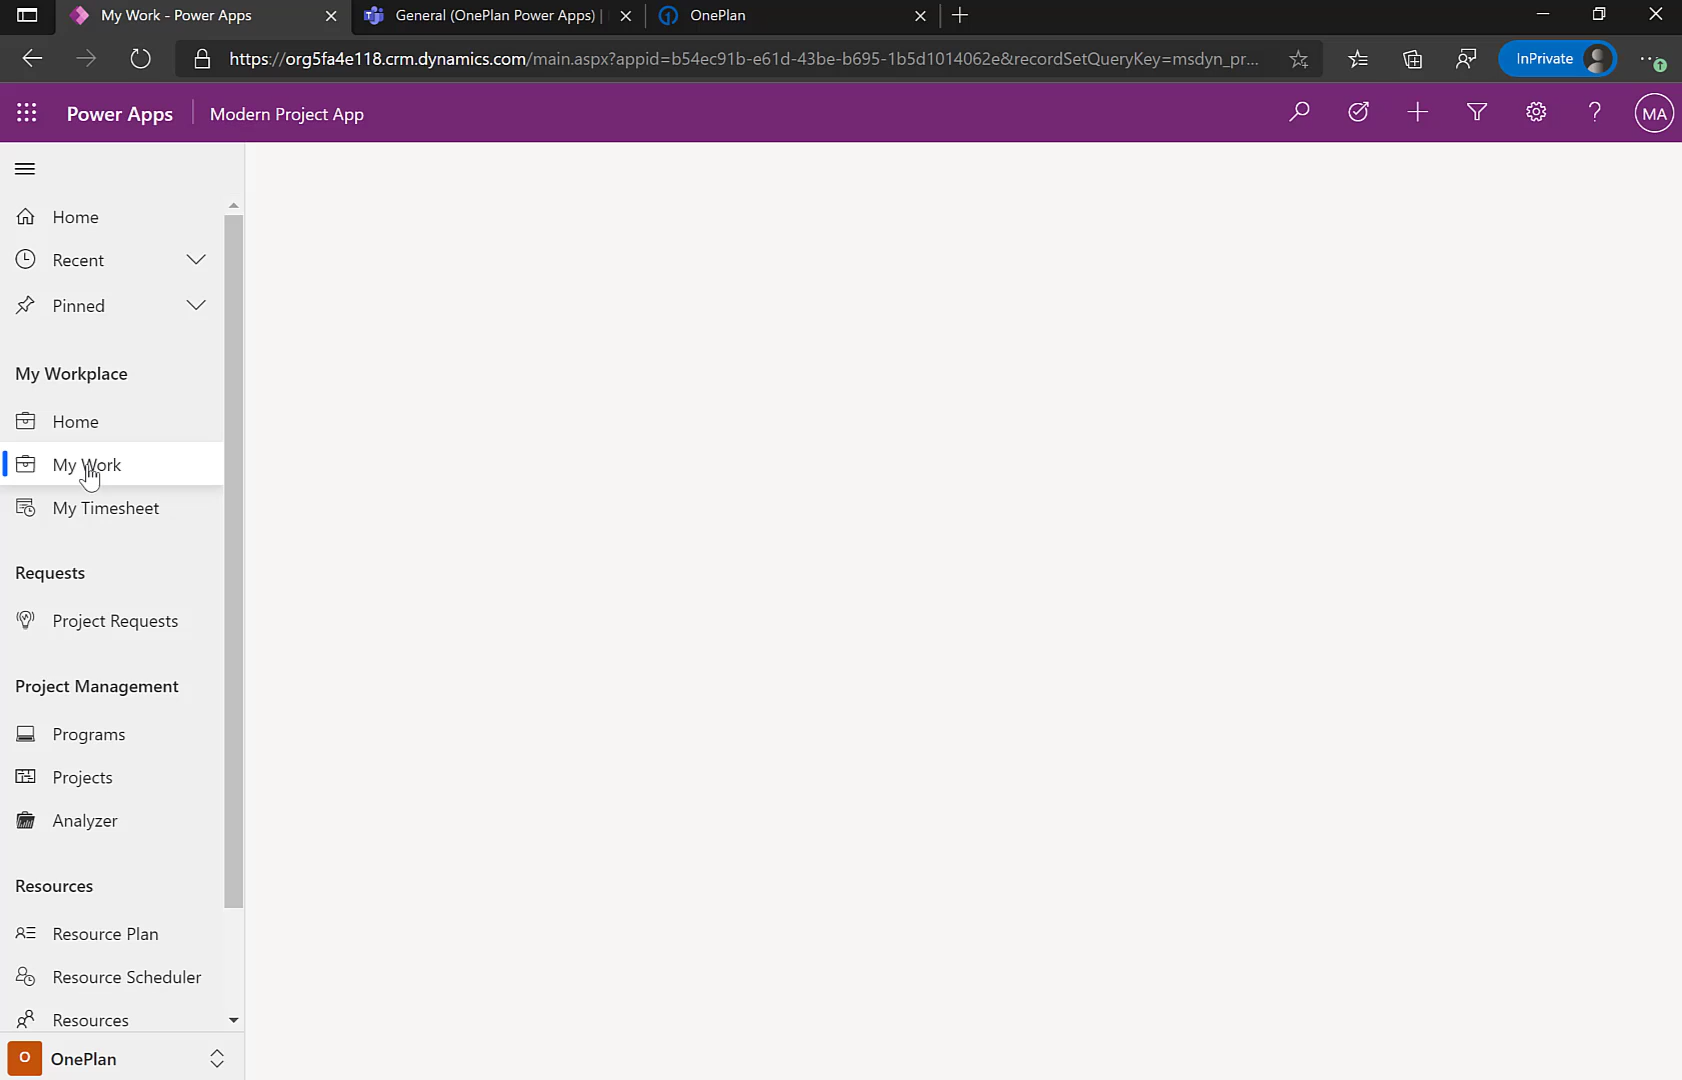 My Work - Power Apps
General (OnePlan Power Apps) |
OnePlan
https://org5fa4e118.crm.dynamics.com/main.aspx?appid=b54ec91b-e61d-43be-b695-1b5d1014062e&recordSetQueryKey=msdyn_pr...
InPrivate
Power Apps
Modern Project App
MA
Home
Recent
Pinned
My Workplace
Home
My Work
My Timesheet
Requests
Project Requests
Project Management
Programs
Projects
Analyzer
Resources
Resource Plan
Resource Scheduler
Resources
O
OnePlan